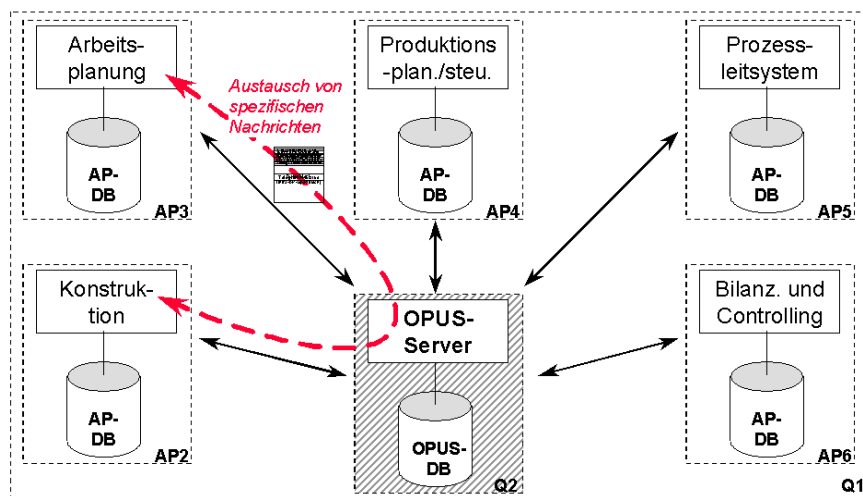 Arbeits-
planung
AP-
DB
AP3
Austausch von
spezifischen
Nachrichten
Produktions
-plan./steu.
AP-
DB
AP4
Prozess-
leitsystem
AP-
DB
AP5
Konstruk-
tion
AP-
DB
AP2
OPUS-
Server
OPUS-
DB
Q2
Bilanz. und
Controlling
AP-
DB
AP6
Q1